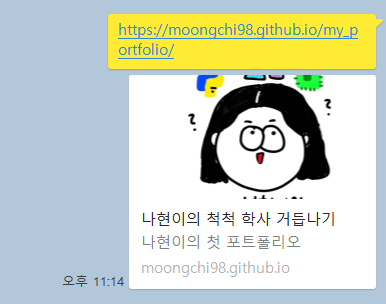 https://moongchi98.github.io/my_p
ortfolio/
? ?
나현이의 척척 학사 거듭나기
나현이의 첫 포트폴리오
moongchi98.github.io
오후 11:14